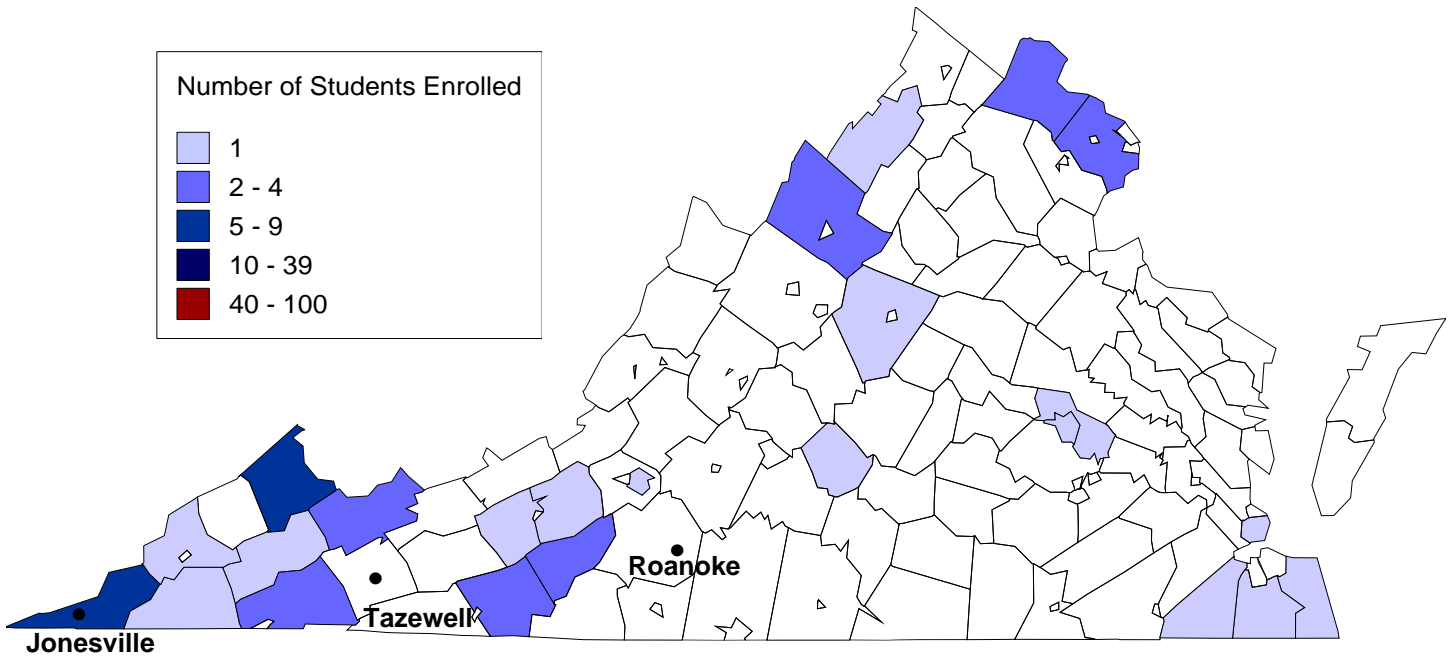 Number of Students Enrolled
1
2 - 4
5 - 9
10 - 39
40 - 100
Roanoke
Tazewell
Jonesville